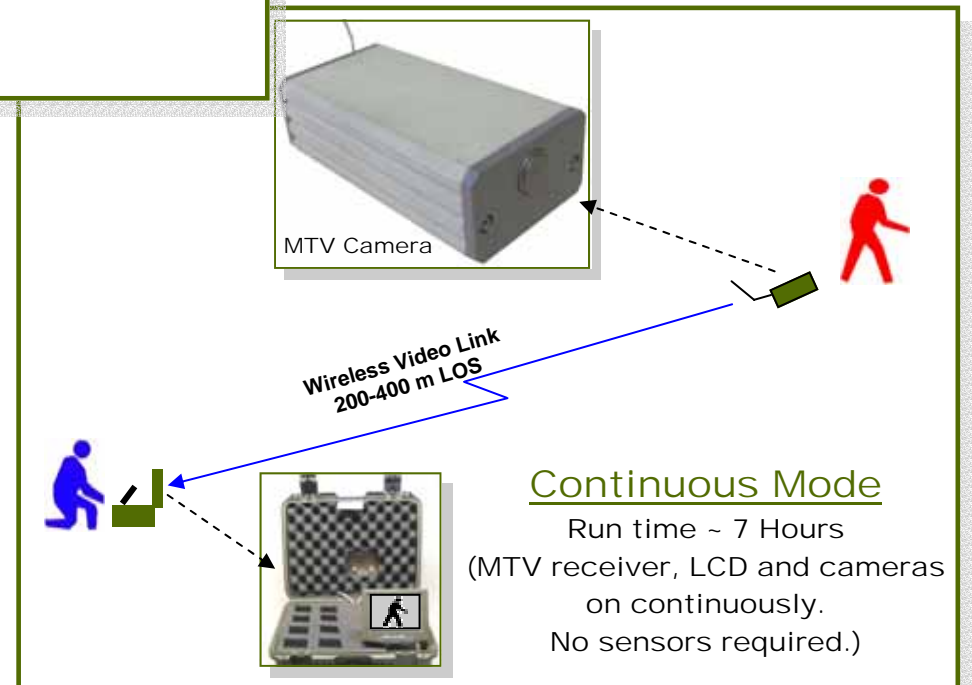 MTV Camera
Wireless Video Link
200-400 m LOS
Continuous Mode
Run time ~ 7 Hours
(MTV receiver, LCD and cameras
on continuously.
No sensors required.)